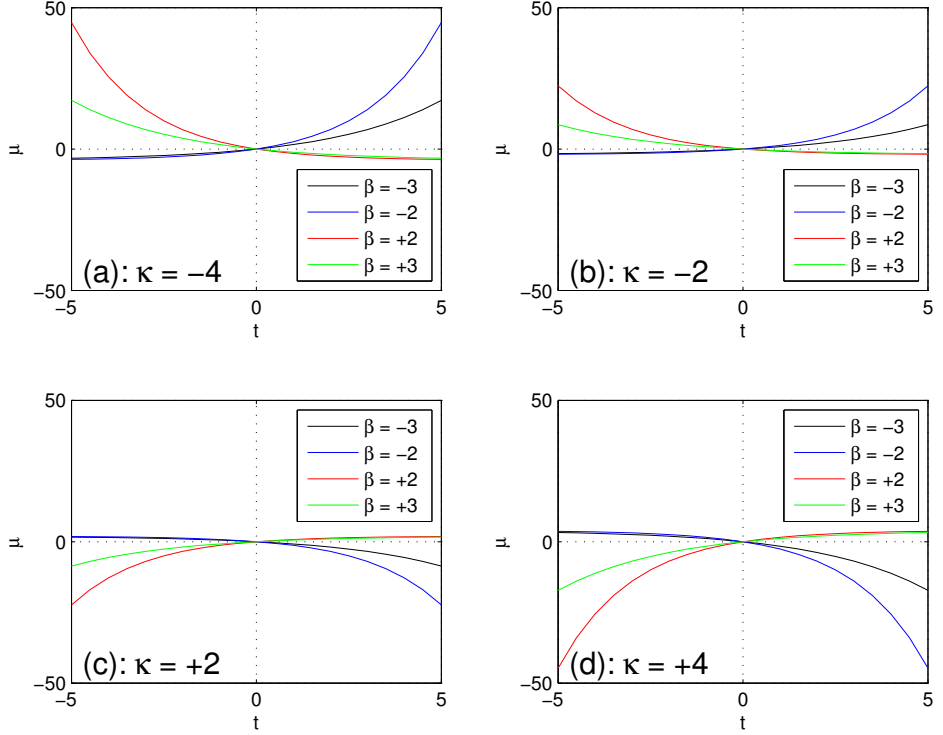 50
μ
0
−50
−5
0
5
t
β = −3
β = −2
β = +2
β = +3
(a): κ = −4
50
μ
0
−50
−5
0
5
t
β = −3
β = −2
β = +2
β = +3
(b): κ = −2
50
μ
0
−50
−5
0
5
t
β = −3
β = −2
β = +2
β = +3
(c): κ = +2
50
μ
0
−50
−5
0
5
t
β = −3
β = −2
β = +2
β = +3
(d): κ = +4